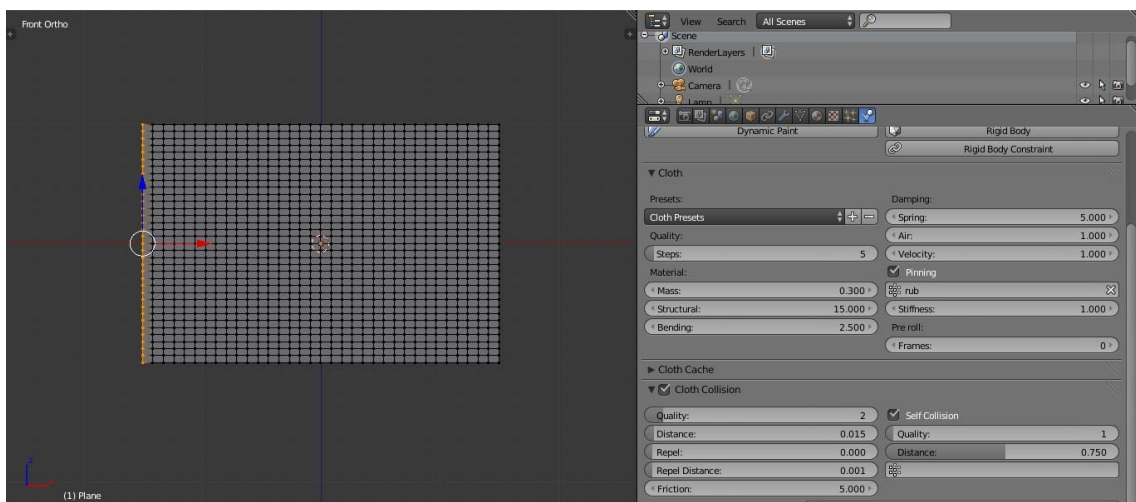 Front Ortho
View Search All Scenes
Scene
RenderLayers |
World
Camera |
Lamp |
Dynamic Paint
Rigid Body
Rigid Body Constraint
Cloth
Presets:
Cloth Presets
Quality:
Steps: 5
Material:
Mass: 0.300
Structural: 15.000
Bending: 2.500
Damping:
Spring: 5.000
Air: 1.000
Velocity: 1.000
Pinning
rub
Stiffness: 1.000
Pre roll:
Frames: 0
Cloth Cache
Cloth Collision
Quality: 2
Distance: 0.015
Repel: 0.000
Repel Distance: 0.001
Friction: 5.000
Self Collision
Quality: 1
Distance: 0.750
z
x
(1) Plane